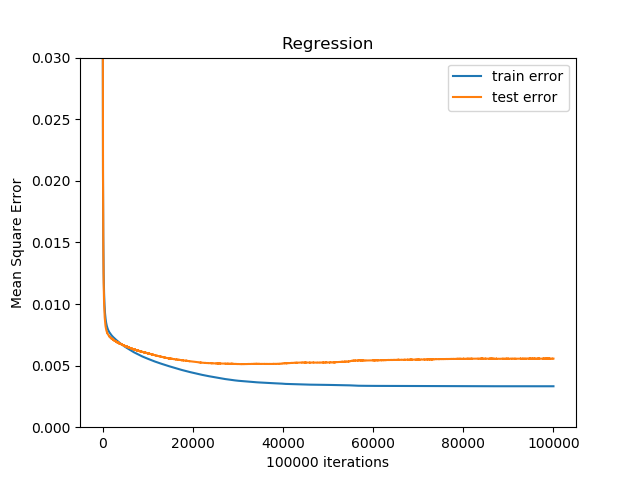 Regression
train error
test error
Mean Square Error
0.030
0.025
0.020
0.015
0.010
0.005
0.000
0 20000 40000 60000 80000 100000
100000 iterations